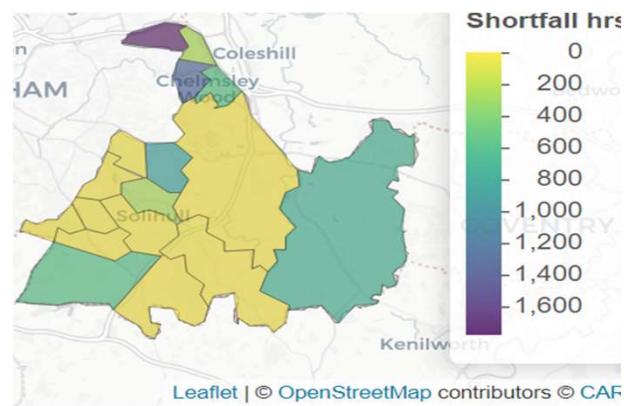 Shortfall hrs
n
Coleshill
HAM
Chelmsley
Wood
0
200
400
600
800
1,000
1,200
1,400
1,600
edwo
COVENTRY
Solihull
Kenilworth
Leaflet | © OpenStreetMap contributors © CAR